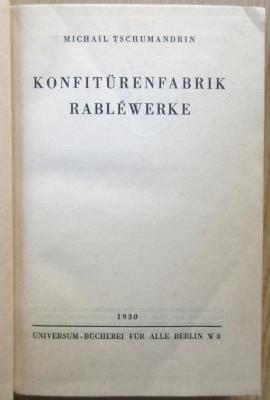 MICHAIL TSCHUMANDRIN
KONFITÜRENFABRIK
RABLÉWERKE
1930
UNIVERSUM-BÜCHEREI FÜR ALLE BERLIN W 8